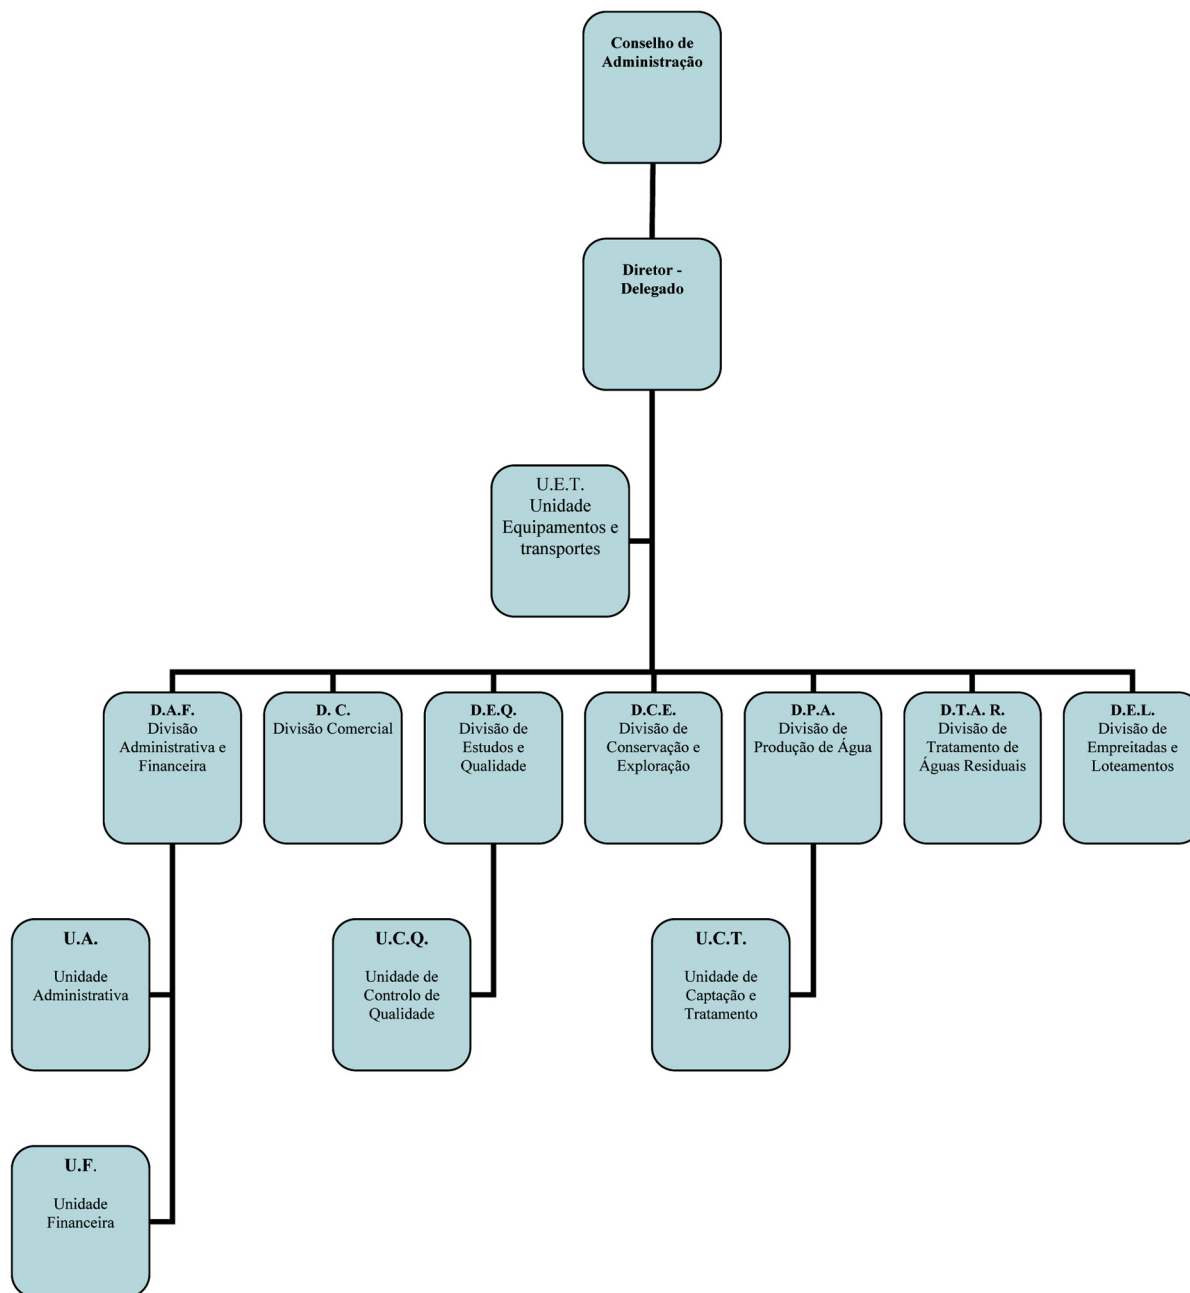 Conselho de
Administração
Diretor -
Delegado
U.E.T.
Unidade
Equipamentos e
transportes
D.A.F.
Divisão
Administrativa e
Financeira
D. C.
Divisão Comercial
D.E.Q.
Divisão de
Estudos e
Qualidade
D.C.E.
Divisão de
Conservação e
Exploração
D.P.A.
Divisão de
Produção de Água
D.T.A. R.
Divisão de
Tratamento de
Águas Residuais
D.E.L.
Divisão de
Empreitadas e
Loteamentos
U.A.
Unidade
Administrativa
U.C.Q.
Unidade de
Controlo de
Qualidade
U.C.T.
Unidade de
Captação e
Tratamento
U.F.
Unidade
Financeira